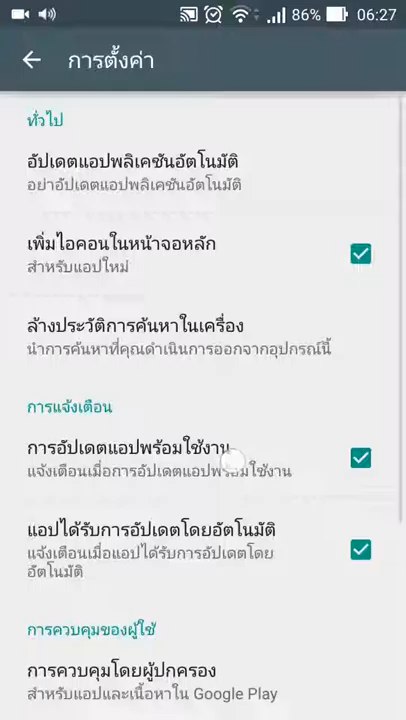 86% 06:27
การตั้งค่า
ทั่วไป
อัปเดตแอปพลิเคชันอัตโนมัติ
อย่าอัปเดตแอปพลิเคชันอัตโนมัติ
เพิ่มไอคอนในหน้าจอหลัก
สำหรับแอปใหม่
ล้างประวัติการค้นหาในเครื่อง
นำการค้นหาที่คุณดำเนินการออกจากอุปกรณ์นี้
การแจ้งเตือน
การอัปเดตแอปพร้อมใช้งาน
แจ้งเตือนเมื่อการอัปเดตแอปพร้อมใช้งาน
แอปได้รับการอัปเดตโดยอัตโนมัติ
แจ้งเตือนเมื่อแอปได้รับการอัปเดตโดย
อัตโนมัติ
การควบคุมของผู้ใช้
การควบคุมโดยผู้ปกครอง
สำหรับแอปและเนื้อหาใน Google Play